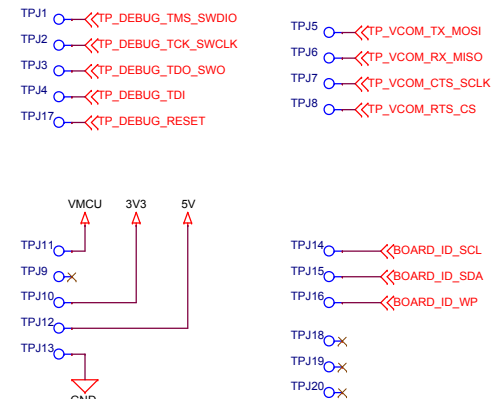 TPJ1 TP_DEBUG_TMS_SWDIO
TPJ2 TP_DEBUG_TCK_SWCLK
TPJ3 TP_DEBUG_TDO_SWO
TPJ4 TP_DEBUG_TDI
TPJ17 TP_DEBUG_RESET
TPJ5 TP_VCOM_TX_MOSI
TPJ6 TP_VCOM_RX_MISO
TPJ7 TP_VCOM_CTS_SCLK
TPJ8 TP_VCOM_RTS_CS
VMCU 3V3 5V
TPJ11
TPJ9
TPJ10
TPJ12
TPJ13
GND
TPJ14 BOARD_ID_SCL
TPJ15 BOARD_ID_SDA
TPJ16 BOARD_ID_WP
TPJ18
TPJ19
TPJ20